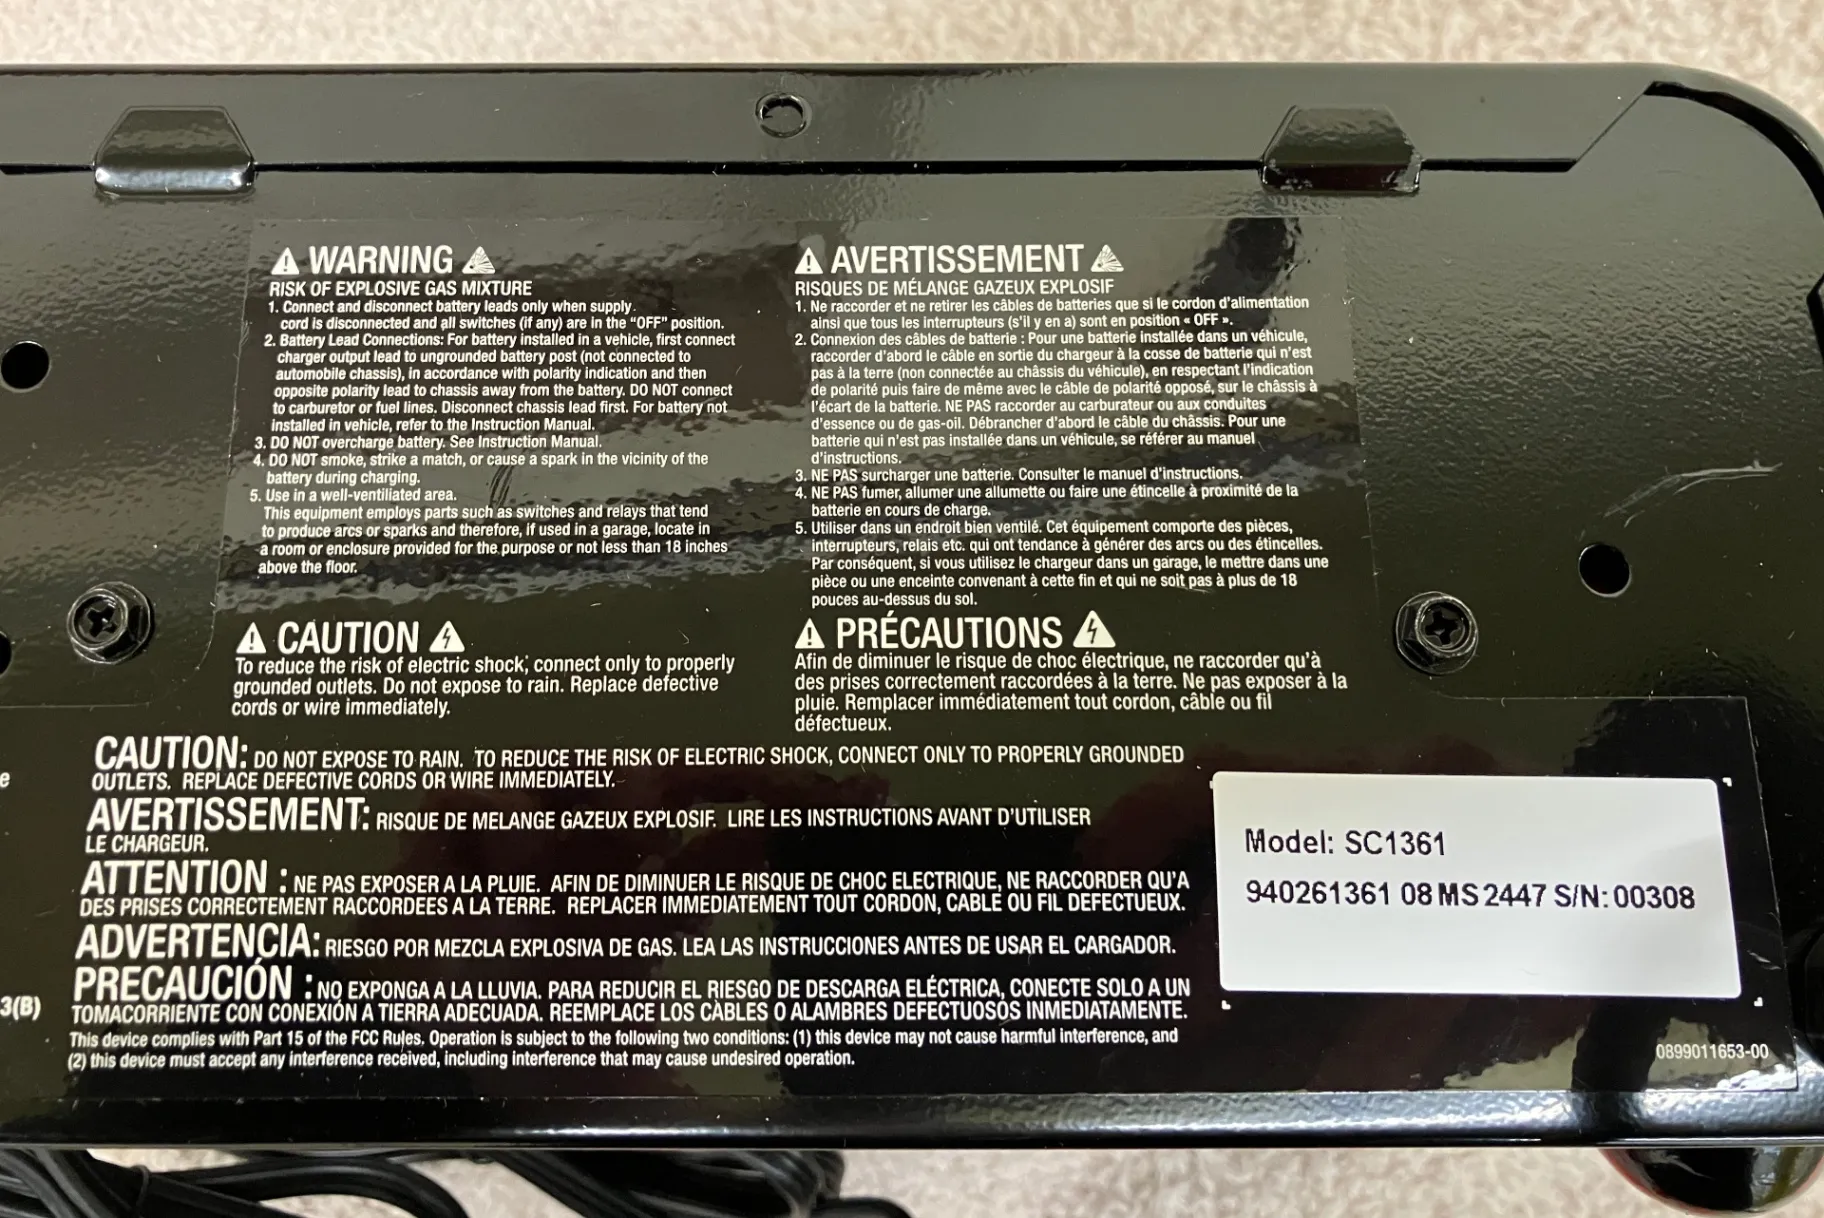 WARNING
RISK OF EXPLOSIVE GAS MIXTURE
1. Connect and disconnect battery leads only when supply
cord is disconnected and all switches (if any) are in the "OFF" position.
2. Battery Lead Connections: For battery installed in a vehicle, first connect
charger output lead to ungrounded battery post (not connected to
automobile chassis), in accordance with polarity indication and then
opposite polarity lead to chassis away from the battery. DO NOT connect
to carburetor or fuel lines. Disconnect chassis lead first. For battery not
installed in vehicle, refer to the Instruction Manual.
3. DO NOT overcharge battery. See Instruction Manual.
4. DO NOT smoke, strike a match, or cause a spark in the vicinity of the
battery during charging.
5. Use in a well-ventiliated area.
This equipment employs parts such as switches and relays that tend
to produce arcs or sparks and therefore, if used in a garage, locate in
a room or enclosure provided for the purpose or not less than 18 inches
above the floor.
CAUTION
To reduce the risk of electric shock; connect only to properly
grounded outlets. Do not expose to rain. Replace defective
cords or wire immediately.
AVERTISSEMENT
RISQUES DE MÉLANGE GAZEUX EXPLOSIF
1. Ne raccorder et ne retirer les câbles de batteries que si le cordon d'alimentation
ainsi que tous les interrupteurs (s'il y en a) sont en position « OFF ».
2. Connexion des câbles de batterie : Pour une batterie installée dans un véhicule,
raccorder d'abord le câble en sortie du chargeur à la cosse de batterie qui n'est
pas à la terre (non connectée au châssis du véhicule), en respectant l'indication
de polarité puis faire de même avec le câble de polarité opposé, sur le châssis à
l'écart de la batterie. NE PAS raccorder au carburateur ou aux conduites
d'essence ou de gas-oil. Débrancher d'abord le câble du châssis. Pour une
batterie qui n'est pas installée dans un véhicule, se référer au manuel
d'instructions.
3. NE PAS surcharger une batterie. Consulter le manuel d'instructions.
4. NE PAS fumer, allumer une allumette ou faire une étincelle à proximité de la
batterie en cours de charge.
5. Utiliser dans un endroit bien ventilé. Cet équipement comporte des pièces,
interrupteurs, relais etc. qui ont tendance à générer des arcs ou des étincelles.
Par conséquent, si vous utilisez le chargeur dans un garage, le mettre dans une
pièce ou une enceinte convenant à cette fin et qui ne soit pas à plus de 18
pouces au-dessus du sol.
PRÉCAUTIONS
Afin de diminuer le risque de choc électrique, ne raccorder qu'à
des prises correctement raccordées à la terre. Ne pas exposer à la
pluie. Remplacer immédiatement tout cordon, câble ou fil
défectueux.
e
CAUTION: DO NOT EXPOSE TO RAIN. TO REDUCE THE RISK OF ELECTRIC SHOCK, CONNECT ONLY TO PROPERLY GROUNDED
OUTLETS. REPLACE DEFECTIVE CORDS OR WIRE IMMEDIATELY.
AVERTISSEMENT: RISQUE DE MELANGE GAZEUX EXPLOSIF. LIRE LES INSTRUCTIONS AVANT D'UTILISER
LE CHARGEUR.
ATTENTION : NE PAS EXPOSER A LA PLUIE. AFIN DE DIMINUER LE RISQUE DE CHOC ELECTRIQUE, NE RACCORDER QU'A
DES PRISES CORRECTEMENT RACCORDEES A LA TERRE. REPLACER IMMEDIATEMENT TOUT CORDON, CABLE OU FIL DEFECTUEUX.
ADVERTENCIA: RIESGO POR MEZCLA EXPLOSIVA DE GAS. LEA LAS INSTRUCCIONES ANTES DE USAR EL CARGADOR.
PRECAUCIÓN : NO EXPONGA A LA LLUVIA. PARA REDUCIR EL RIESGO DE DESCARGA ELÉCTRICA, CONECTE SOLO A UN
3(B)
TOMACORRIENTE CON CONEXIÓN A TIERRA ADECUADA. REEMPLACE LOS CÀBLES O ALAMBRES DEFECTUOSOS INMEDIATAMENTE.
This device complies with Part 15 of the FCC Rules. Operation is subject to the following two conditions: (1) this device may not cause harmful interference, and
(2) this device must accept any interference received, including interference that may cause undesired operation.
Model: SC1361
940261361 08 MS 2447 S/N: 00308
0899011653-00